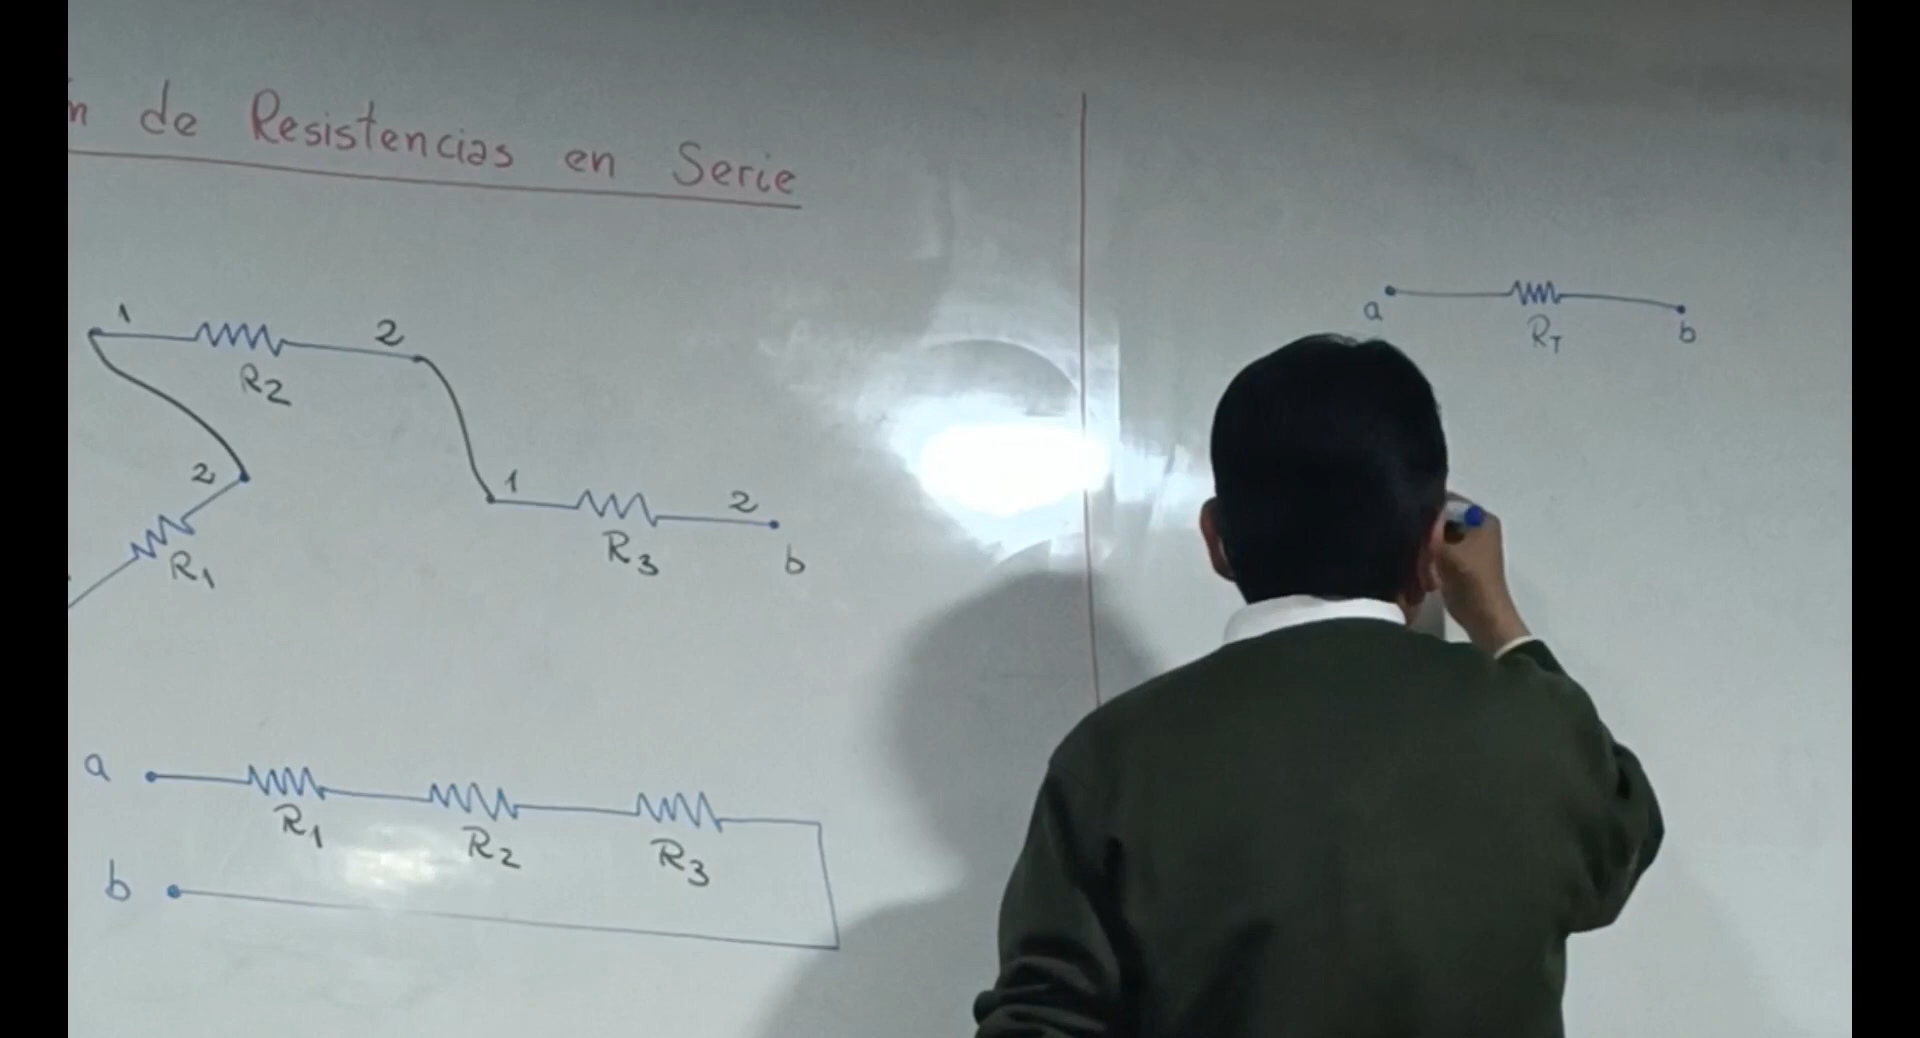 n de Resistencias en Serie
1 2
R2
2
R1
1 2
R3 b
a
R1 R2 R3
b
a b
RT